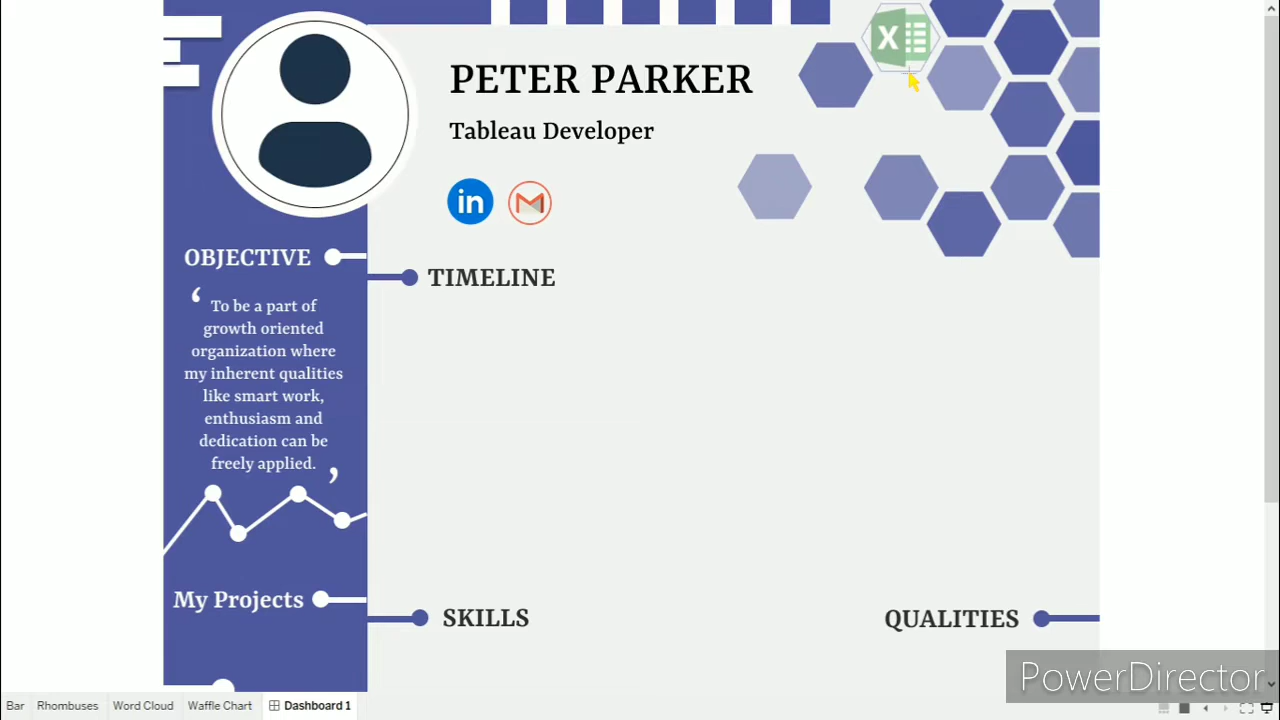 PETER PARKER
Tableau Developer
in
X
OBJECTIVE
‘ To be a part of
growth oriented
organization where
my inherent qualities
like smart work,
enthusiasm and
dedication can be
freely applied. ’
TIMELINE
My Projects
SKILLS
QUALITIES
PowerDirector
Bar Rhombuses Word Cloud Waffle Chart Dashboard 1